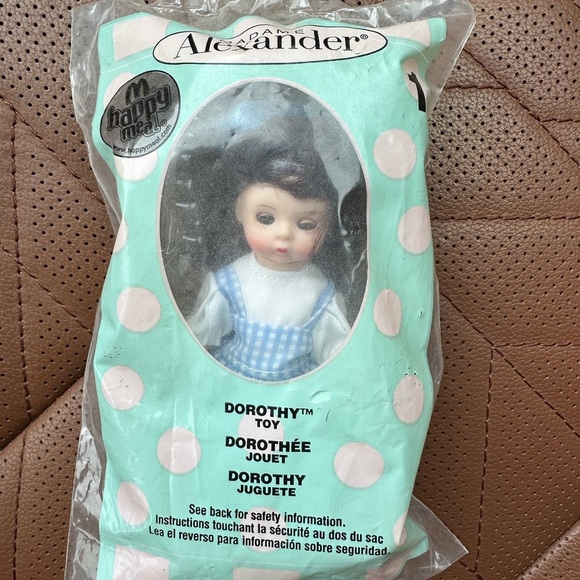 MADAME
Alexander®
happy
meal
www.happymeal.com
DOROTHY™
TOY
DOROTHÉE
JOUET
DOROTHY
JUGUETE
See back for safety information.
Instructions touchant la sécurité au dos du sac
Lea el reverso para información sobre seguridad.